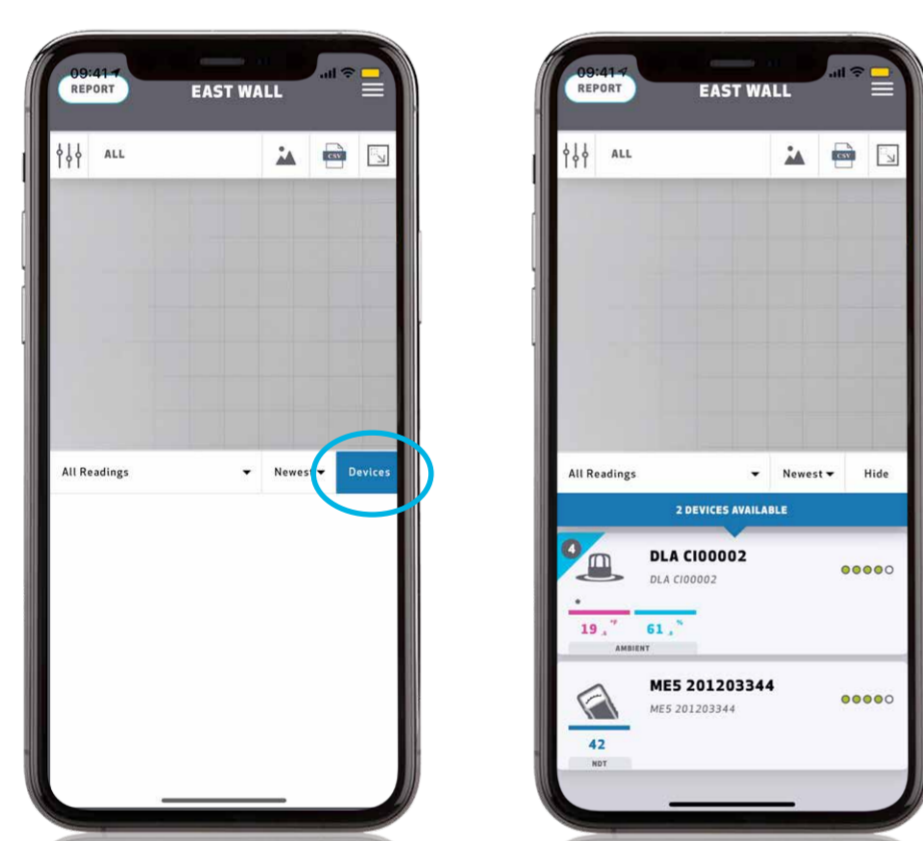 09:41
REPORT
EAST WALL
ALL
CSV
All Readings
Newest
Devices
09:41
REPORT
EAST WALL
ALL
CSV
All Readings
Newest
Hide
2 DEVICES AVAILABLE
4
DLA CI00002
DLA CI00002
19 .4 °F
61 .4 %
AMBIENT
ME5 201203344
ME5 201203344
42
NDT